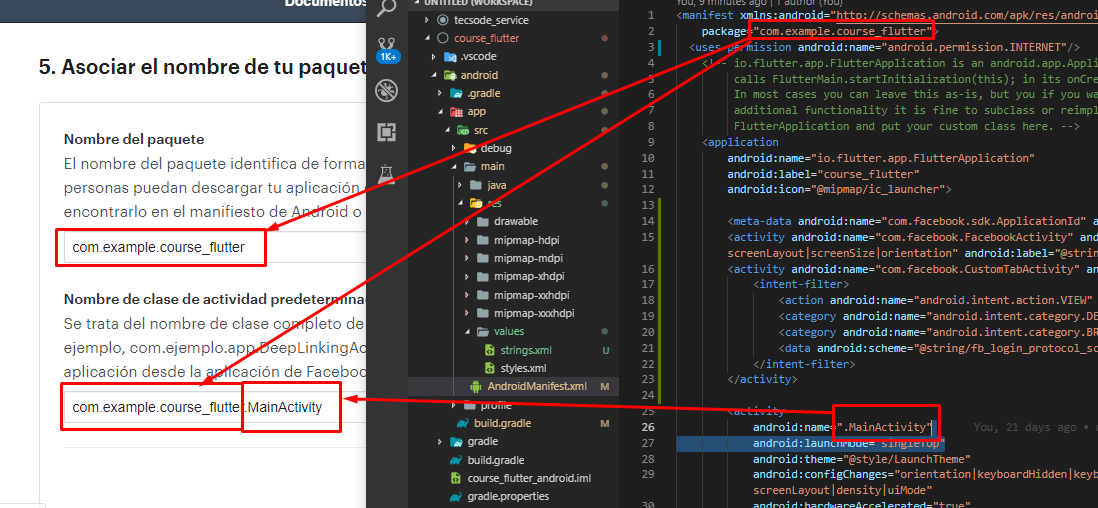 Documentos
5. Asociar el nombre de tu paquet
Nombre del paquete
El nombre del paquete identifica de forma
personas puedan descargar tu aplicación
encontrarlo en el manifiesto de Android o
com.example.course_flutter
Nombre de clase de actividad predetermina
Se trata del nombre de clase completo de
ejemplo, com.ejemplo.app.DeepLinkingAc
aplicación desde la aplicación de Facebo
com.example.course_flutter.MainActivity
1K+
UNTITLED (WORKSPACE)
tecsode_service
course_flutter
.vscode
android
.gradle
app
src
debug
main
java
res
drawable
mipmap-hdpi
mipmap-mdpi
mipmap-xhdpi
mipmap-xxhdpi
mipmap-xxxhdpi
values
strings.xml U
styles.xml
AndroidManifest.xml M
profile
build.gradle M
gradle
build.gradle
course_flutter_android.iml
gradle.properties
You, 9 minutes ago | 1 author (You)
1 <manifest xmlns:android="http://schemas.android.com/apk/res/androi
2 package="com.example.course_flutter">
3 <uses-permission android:name="android.permission.INTERNET"/>
4 <!-- io.flutter.app.FlutterApplication is an android.app.Appli
5 calls FlutterMain.startInitialization(this); in its onCre
6 In most cases you can leave this as-is, but you if you wa
7 additional functionality it is fine to subclass or reimpl
8 FlutterApplication and put your custom class here. -->
9 <application
10 android:name="io.flutter.app.FlutterApplication"
11 android:label="course_flutter"
12 android:icon="@mipmap/ic_launcher">
13
14 <meta-data android:name="com.facebook.sdk.ApplicationId" a
15 <activity android:name="com.facebook.FacebookActivity" and
screenLayout|screenSize|orientation" android:label="@strin
16 <activity android:name="com.facebook.CustomTabActivity" an
17 <intent-filter>
18 <action android:name="android.intent.action.VIEW"
19 <category android:name="android.intent.category.DE
20 <category android:name="android.intent.category.BR
21 <data android:scheme="@string/fb_login_protocol_sc
22 </intent-filter>
23 </activity>
24
25 <activity
26 android:name=".MainActivity" You, 21 days ago •
27 android:launchMode="singleTop"
28 android:theme="@style/LaunchTheme"
29 android:configChanges="orientation|keyboardHidden|key
screenLayout|density|uiMode"
30 android:hardwareAccelerated="true"